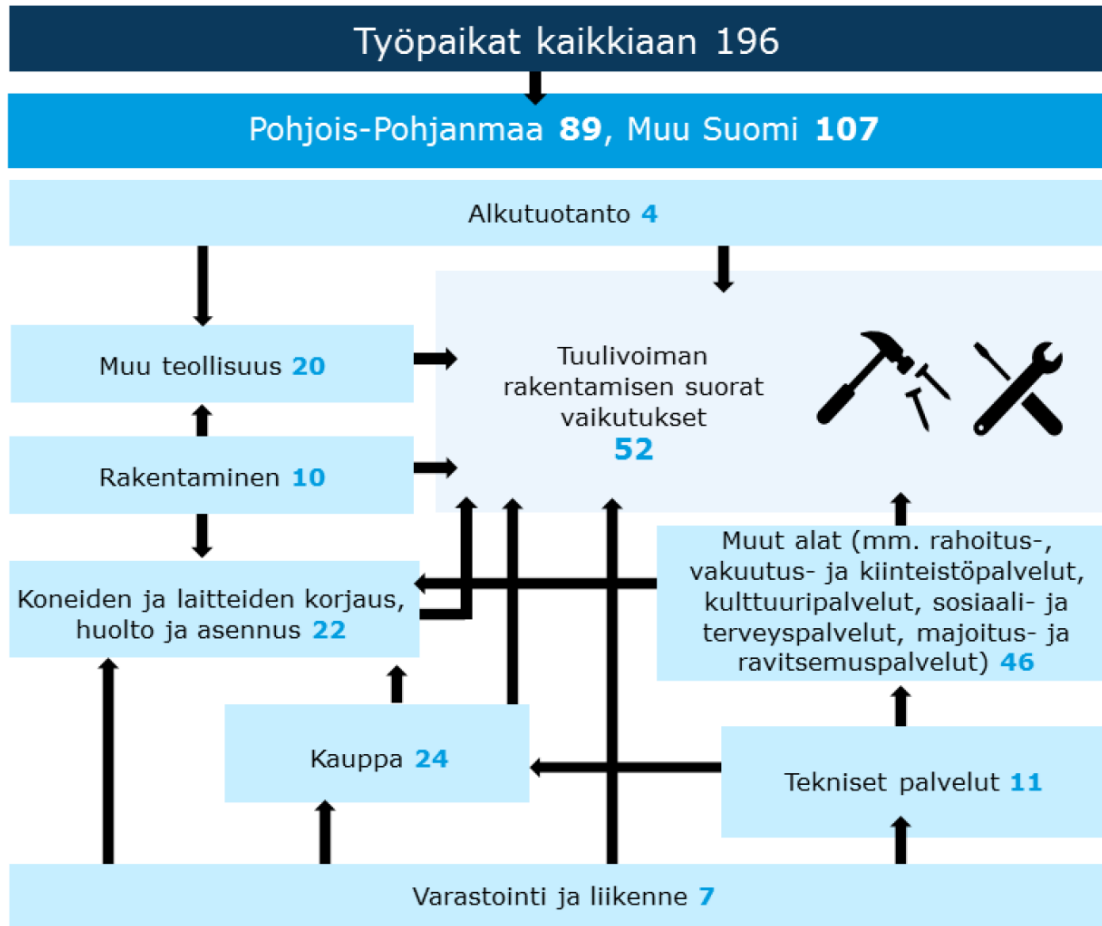 Työpaikat kaikkiaan 196
Pohjois-Pohjanmaa 89, Muu Suomi 107
Alkutuotanto 4
Muu teollisuus 20
Tuulivoiman
rakentamisen suorat
vaikutukset
52
Rakentaminen 10
Koneiden ja laitteiden korjaus,
huolto ja asennus 22
Muut alat (mm. rahoitus-,
vakuutus- ja kiinteistöpalvelut,
kulttuuripalvelut, sosiaali- ja
terveyspalvelut, majoitus- ja
ravitsemuspalvelut) 46
Kauppa 24
Tekniset palvelut 11
Varastointi ja liikenne 7